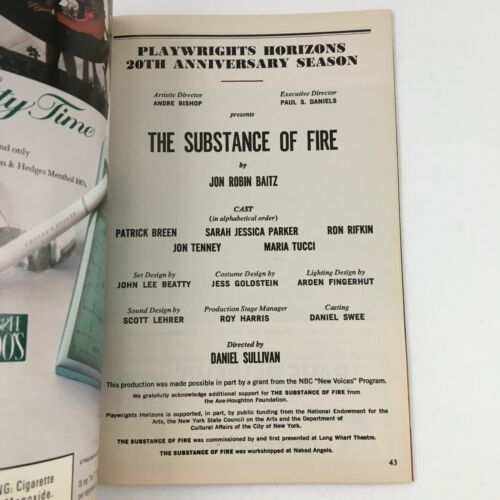 PLAYWRIGHTS HORIZONS
20TH ANNIVERSARY SEASON
Artistic Director
ANDRE BISHOP
Executive Director
PAUL S. DANIELS
presents
THE SUBSTANCE OF FIRE
by
JON ROBIN BAITZ
CAST
(in alphabetical order)
PATRICK BREEN SARAH JESSICA PARKER RON RIFKIN
JON TENNEY MARIA TUCCI
Set Design by
JOHN LEE BEATTY
Costume Design by
JESS GOLDSTEIN
Lighting Design by
ARDEN FINGERHUT
Sound Design by
SCOTT LEHRER
Production Stage Manager
ROY HARRIS
Casting
DANIEL SWEE
Directed by
DANIEL SULLIVAN
This production was made possible in part by a grant from the NBC "New Voices" Program.
We gratefully acknowledge additional support for THE SUBSTANCE OF FIRE from
the Axe-Houghton Foundation.
Playwrights Horizons is supported, in part, by public funding from the National Endowment for the
Arts, the New York State Council on the Arts and the Department of
Cultural Affairs of the City of New York.
THE SUBSTANCE OF FIRE was commissioned by and first presented at Long Wharf Theatre.
THE SUBSTANCE OF FIRE was workshopped at Naked Angels.
43
Time
and only
& Hedges Menthol 100's
NG: Cigarette